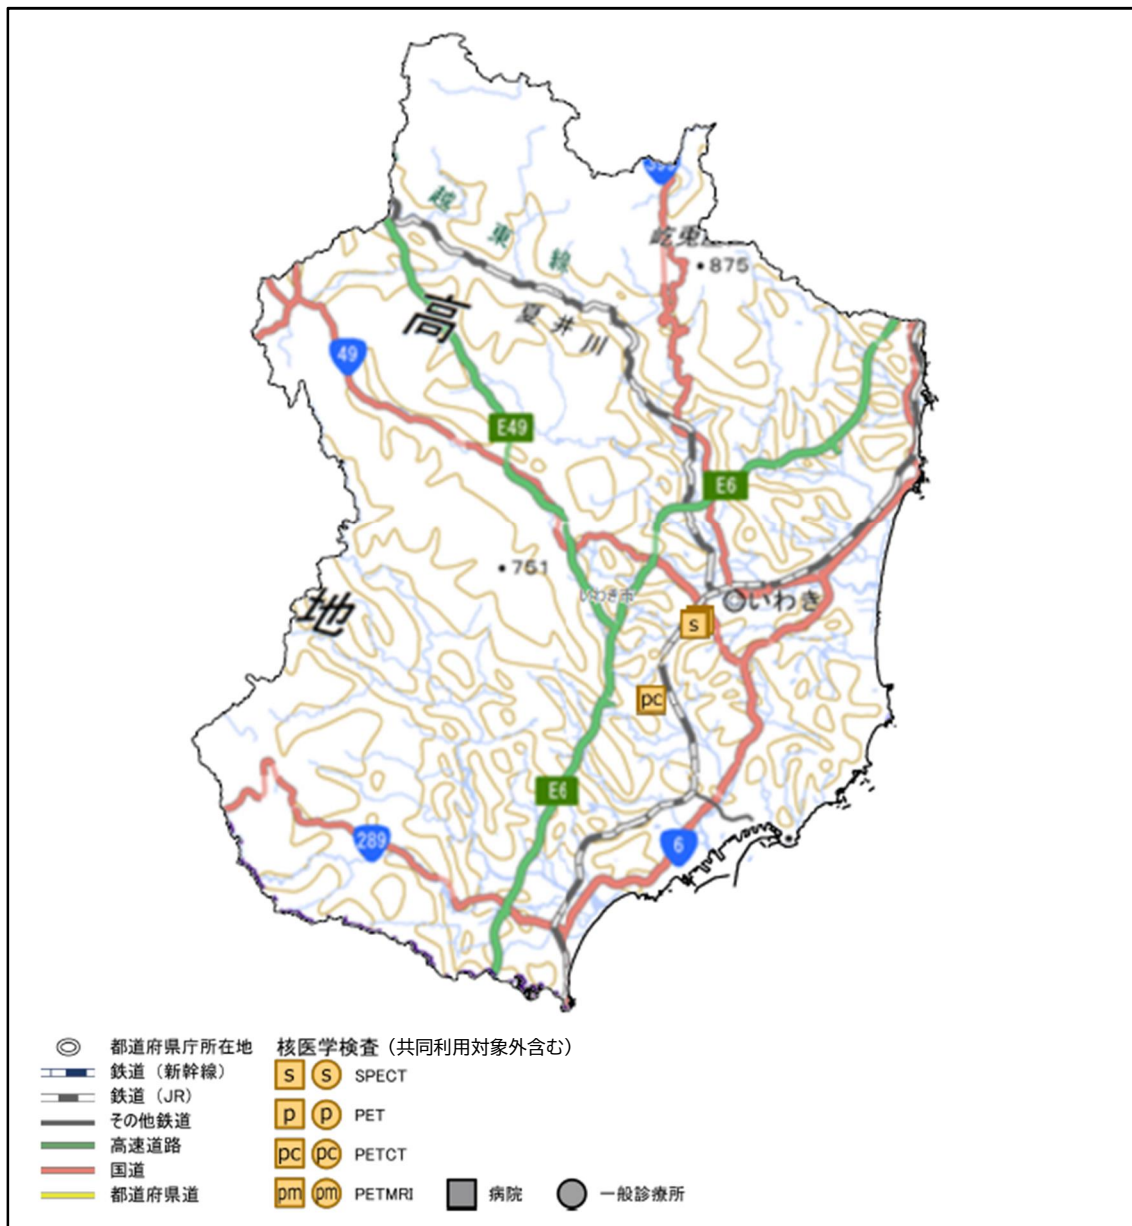 越東線
屹兎
875
高
夏井川
49
E49
E6
751
いわき市
いわき
地
s
pc
E6
289
6
都道府県庁所在地
核医学検査（共同利用対象外含む）
鉄道（新幹線）
s s SPECT
鉄道（JR）
その他鉄道
p p PET
高速道路
pc pc PETCT
国道
都道府県道
pm pm PETMRI 病院 一般診療所